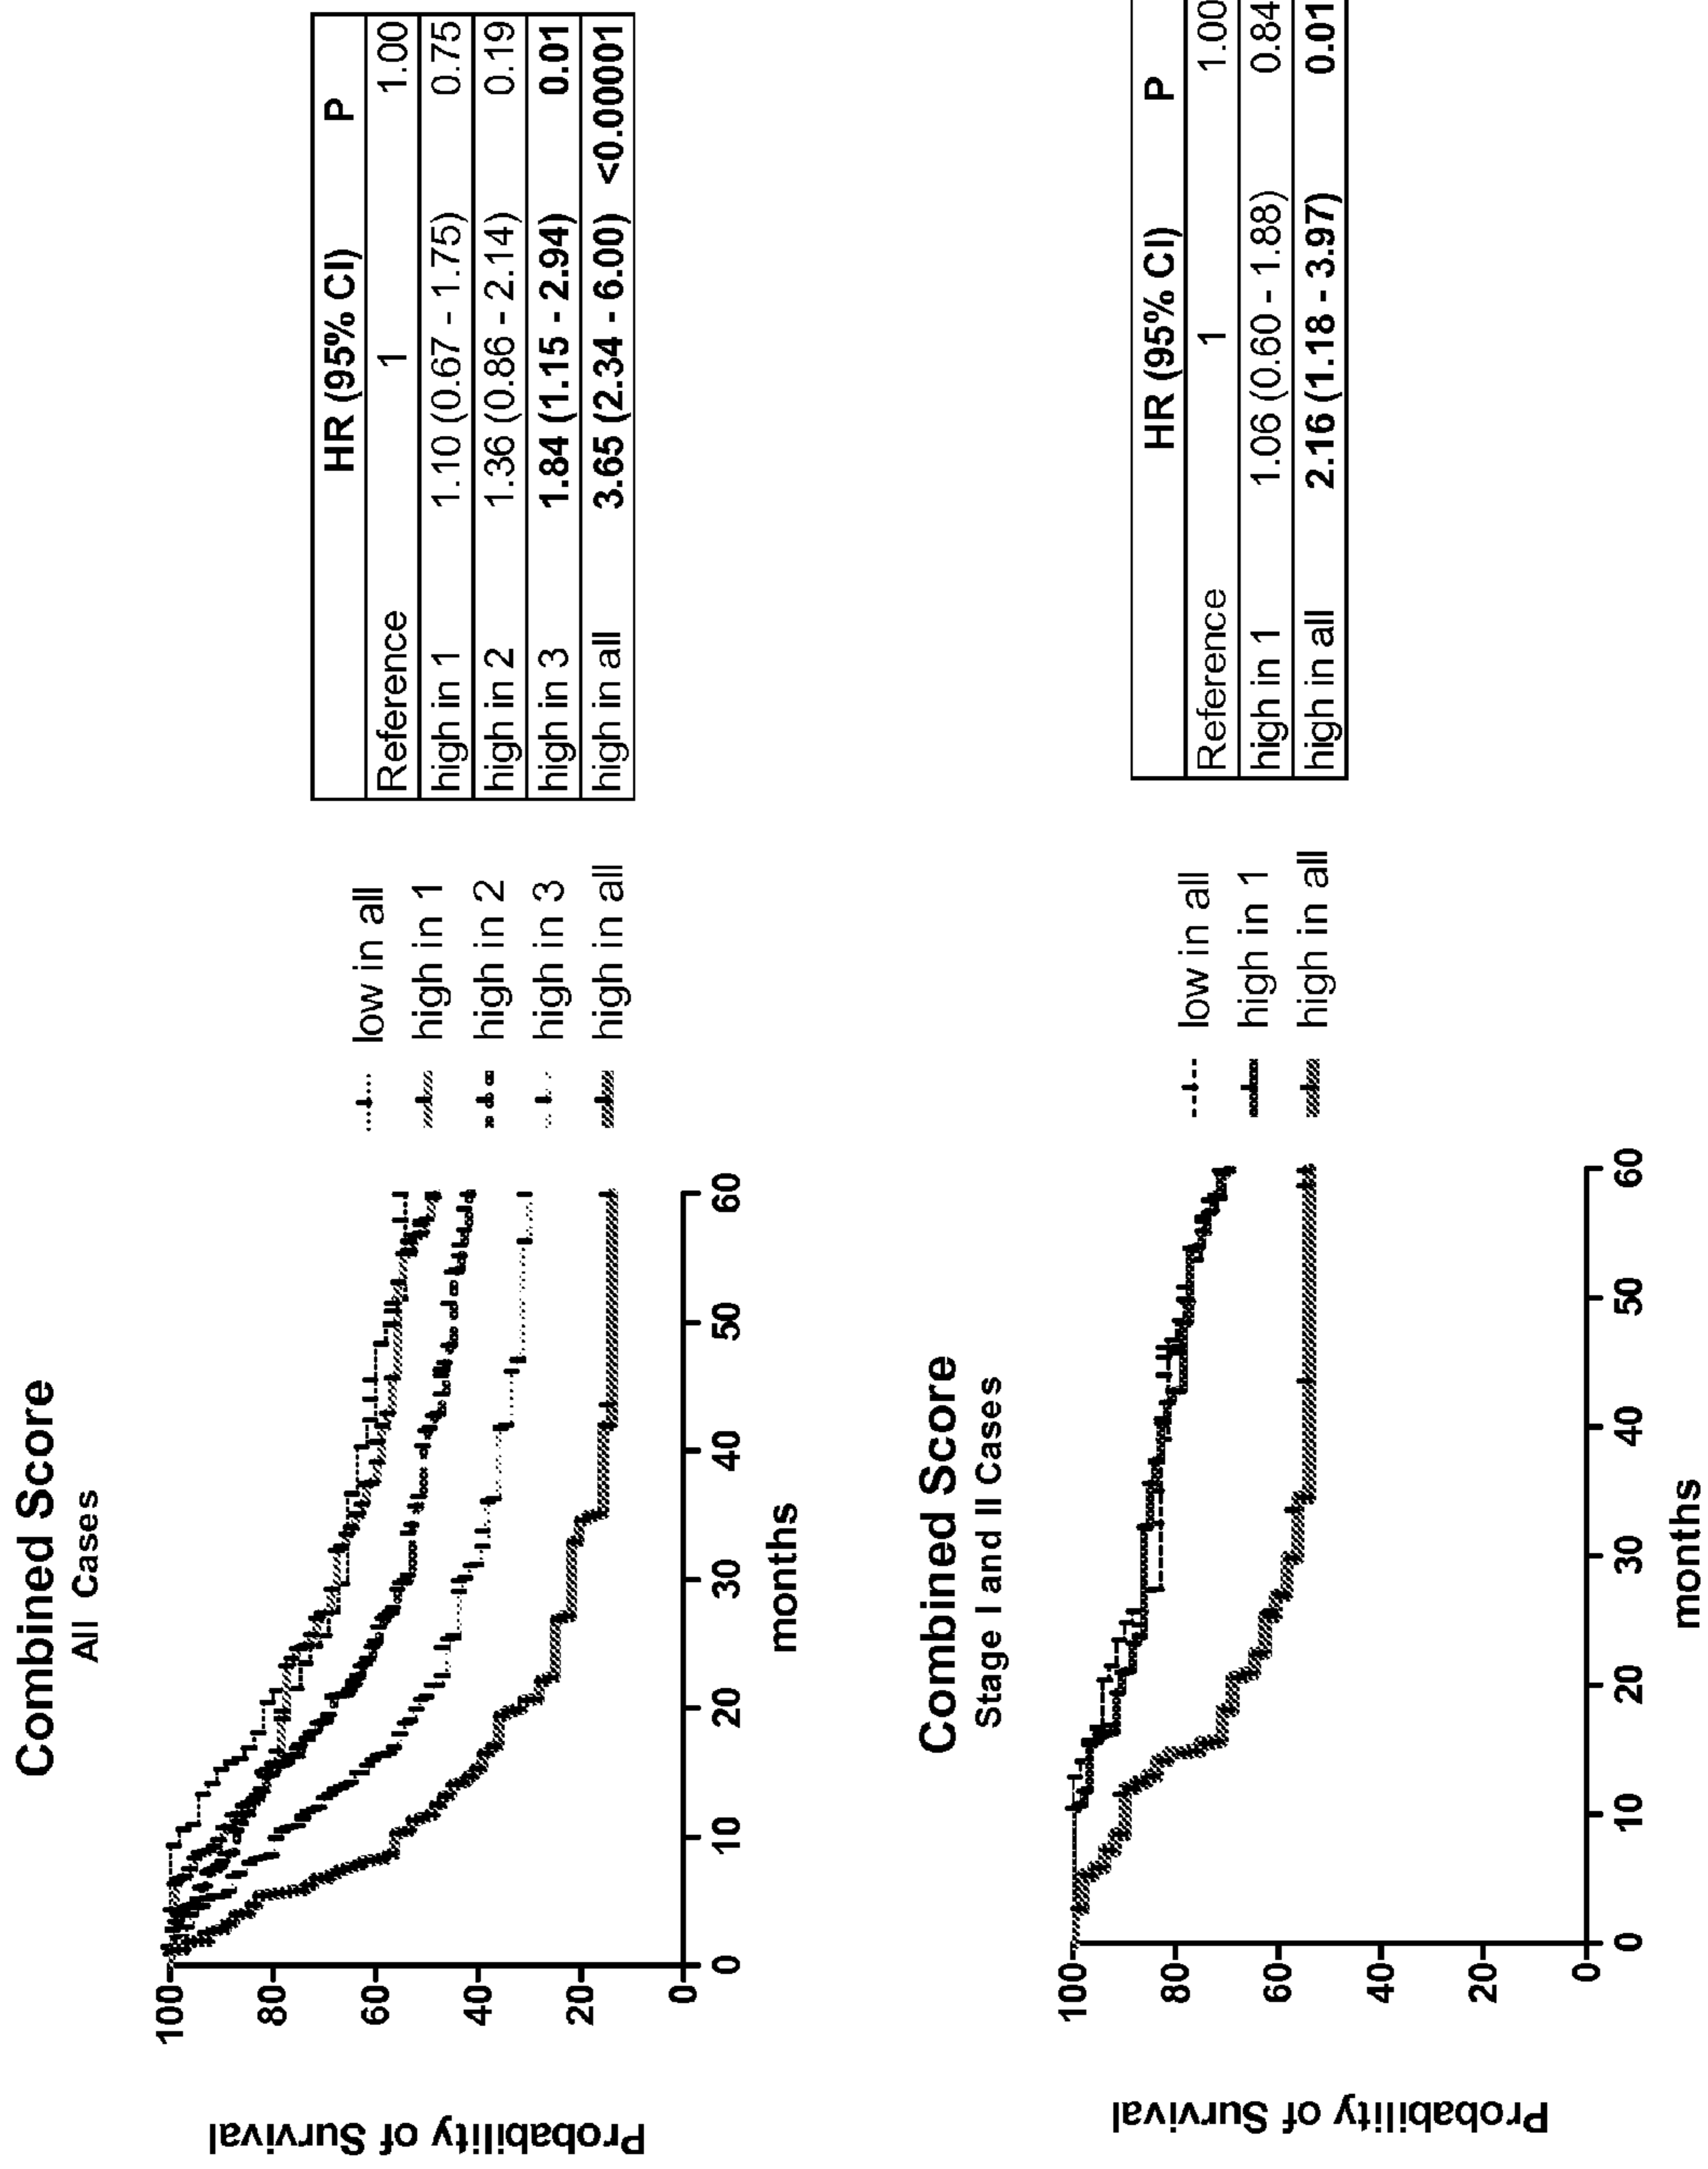 Combined Score
All Cases
Probability of Survival
100
80
60
40
20
0
0 10 20 30 40 50 60
months
low in all
high in 1
high in 2
high in 3
high in all
HR (95% CI) P
Reference 1 1.00
high in 1 1.10 (0.67 - 1.75) 0.75
high in 2 1.36 (0.86 - 2.14) 0.19
high in 3 1.84 (1.15 - 2.94) 0.01
high in all 3.65 (2.34 - 6.00) <0.00001
Combined Score
Stage I and II Cases
Probability of Survival
100
80
60
40
20
0
0 10 20 30 40 50 60
months
low in all
high in 1
high in all
HR (95% CI) P
Reference 1 1.00
high in 1 1.06 (0.60 - 1.88) 0.84
high in all 2.16 (1.18 - 3.97) 0.01